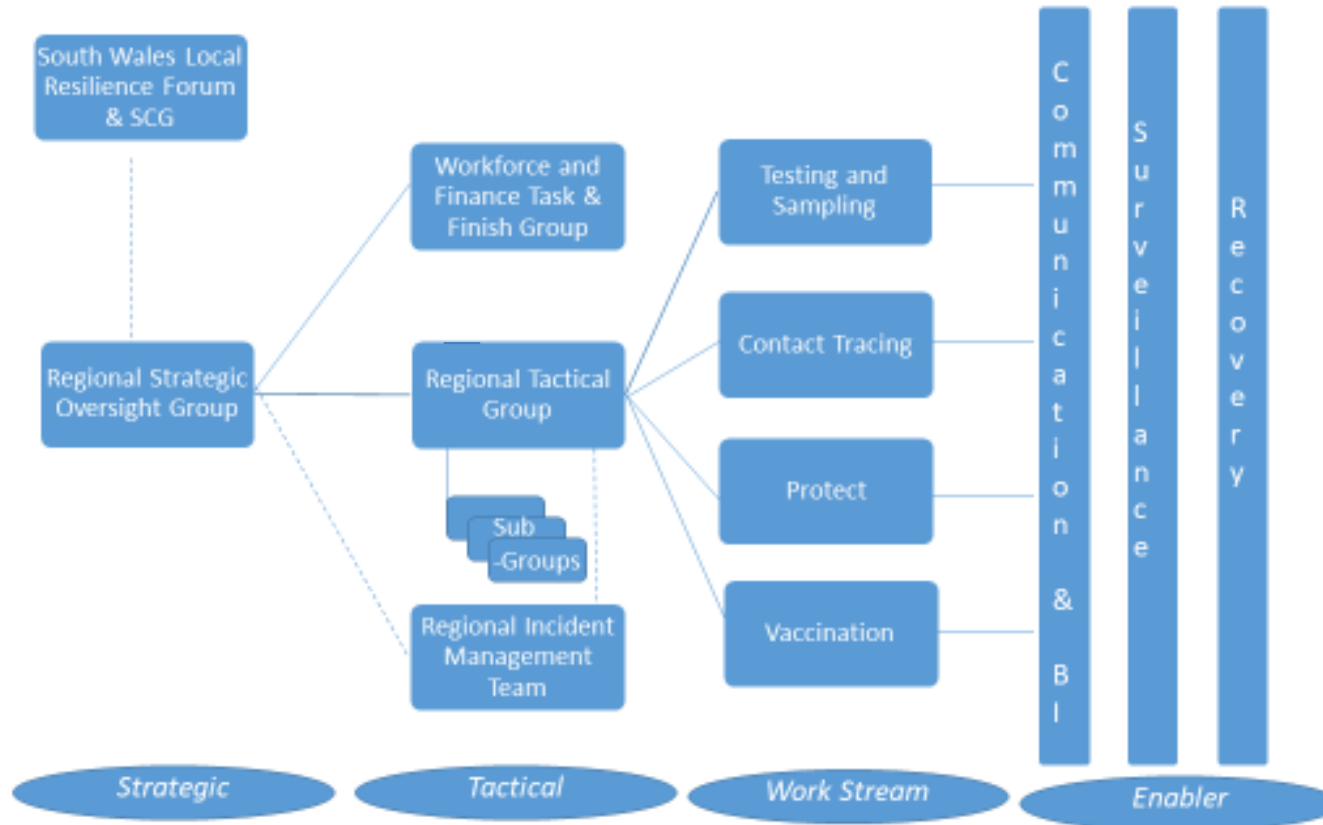 South Wales Local
Resilience Forum
& SCG
Regional Strategic
Oversight Group
Workforce and
Finance Task &
Finish Group
Regional Tactical
Group
Sub
-Groups
Regional Incident
Management
Team
Testing and
Sampling
Contact Tracing
Protect
Vaccination
Communication & BI
Surveillance
Recovery
Strategic
Tactical
Work Stream
Enabler